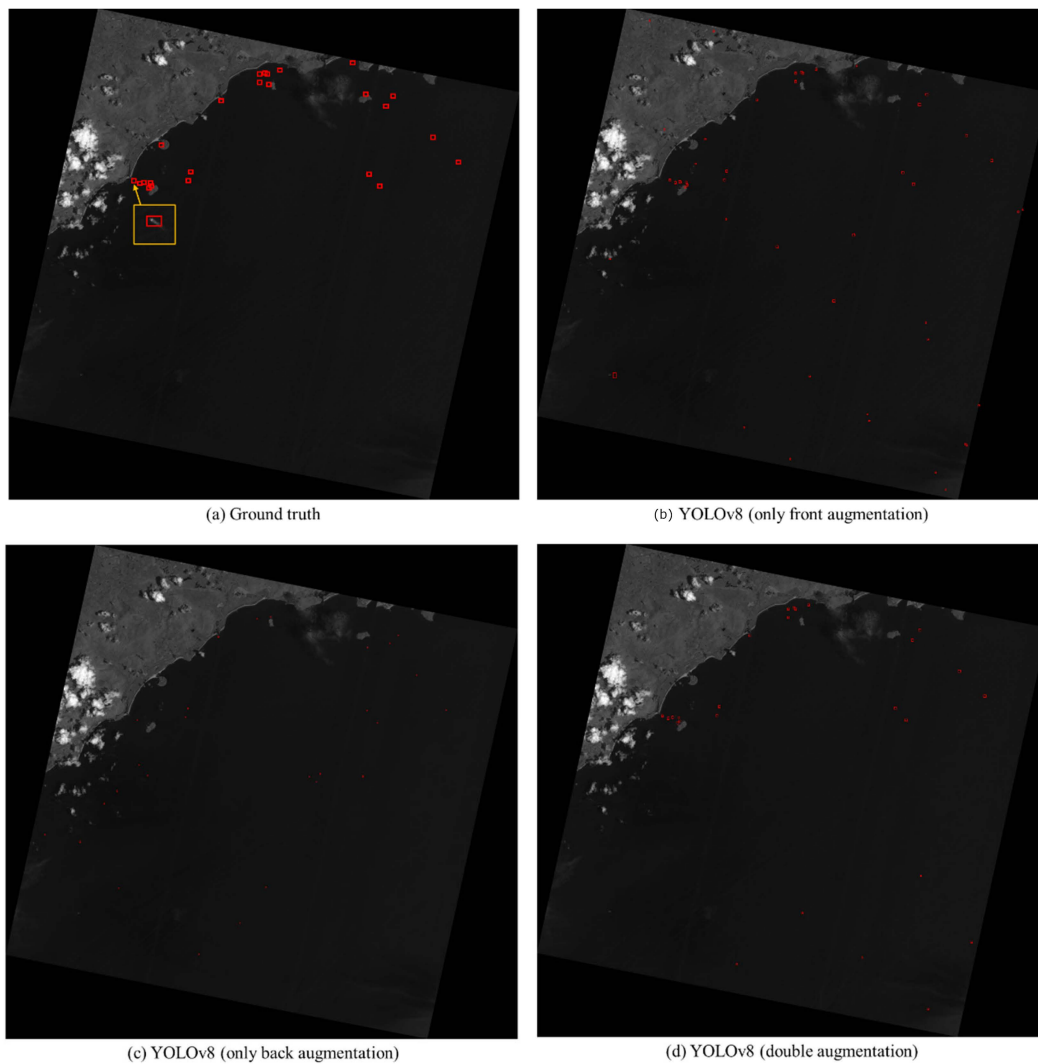 (a) Ground truth
(b) YOLOv8 (only front augmentation)
(c) YOLOv8 (only back augmentation)
(d) YOLOv8 (double augmentation)